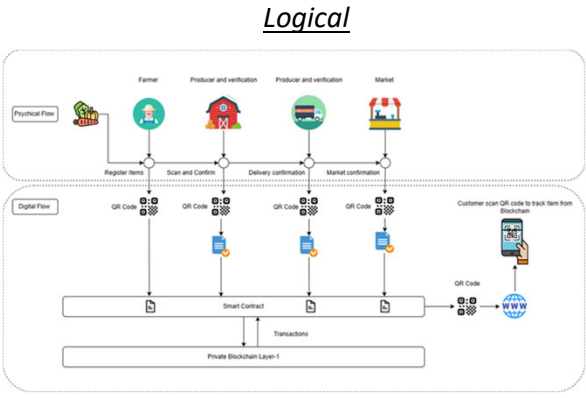 Logical
Farmer
Producer and verification
Producer and verification
Market
Psychical Flow
Register Items
Scan and Confirm
Delivery confirmation
Market confirmation
Digital Flow
QR Code
QR Code
QR Code
QR Code
Customer scan QR code to track Item from
Blockchain
QR Code
WWW
Smart Contract
Transactions
Private Blockchain Layer-1